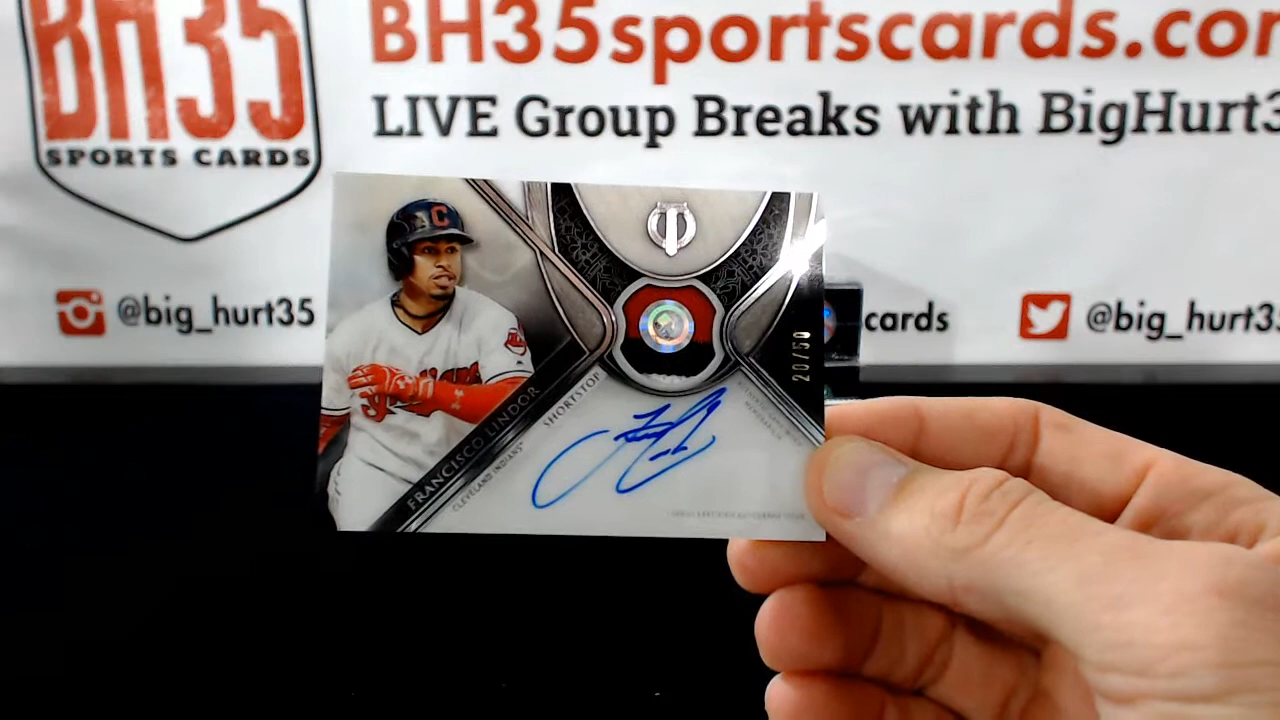 BH35
SPORTS CARDS
BH35sportscards.com
LIVE Group Breaks with BigHurt3
@big_hurt35
cards
@big_hurt3
C
T
20/50
FRANCISCO LINDOR
SHORTSTOP
CLEVELAND INDIANS